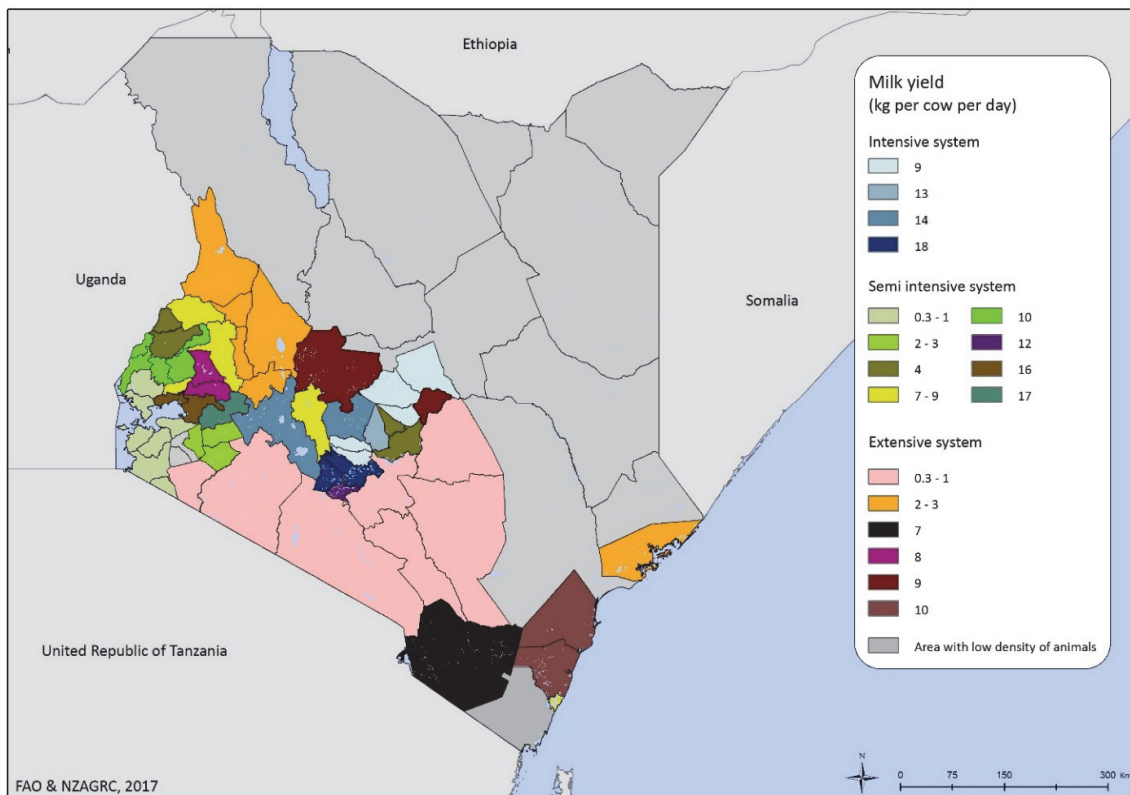 Ethiopia
Uganda
Somalia
United Republic of Tanzania
FAO & NZAGRC, 2017
Milk yield
(kg per cow per day)
Intensive system
9
13
14
18
Semi intensive system
0.3 - 1 10
2 - 3 12
4 16
7 - 9 17
Extensive system
0.3 - 1
2 - 3
7
8
9
10
Area with low density of animals
N
0 75 150 300 Km